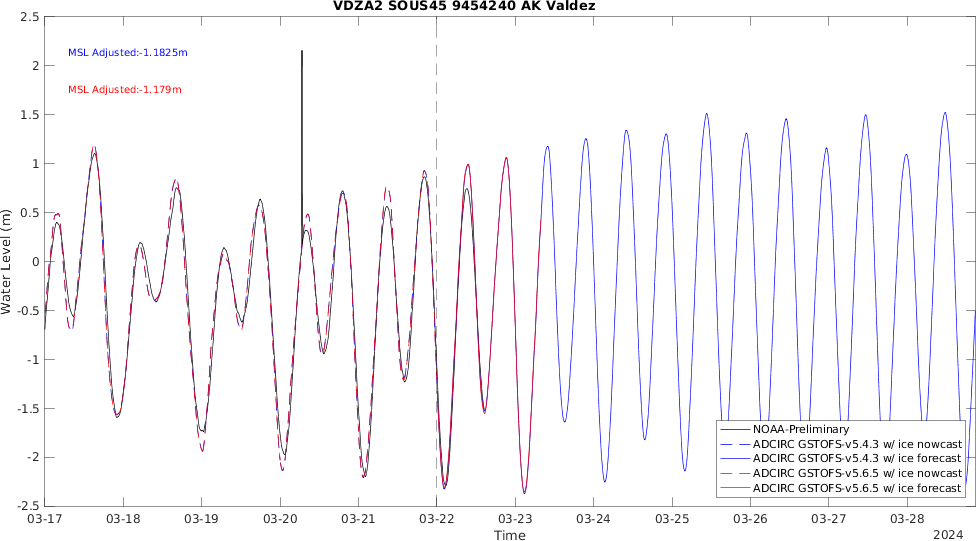 VDZA2 SOUS45 9454240 AK Valdez
MSL Adjusted:-1.1825m
MSL Adjusted:-1.179m
Water Level (m)
2.5
2
1.5
1
0.5
0
-0.5
-1
-1.5
-2
-2.5
NOAA-Preliminary
ADCIRC GSTOFS-v5.4.3 w/ ice nowcast
ADCIRC GSTOFS-v5.4.3 w/ ice forecast
ADCIRC GSTOFS-v5.6.5 w/ ice nowcast
ADCIRC GSTOFS-v5.6.5 w/ ice forecast
03-17 03-18 03-19 03-20 03-21 03-22 03-23 03-24 03-25 03-26 03-27 03-28
Time
2024